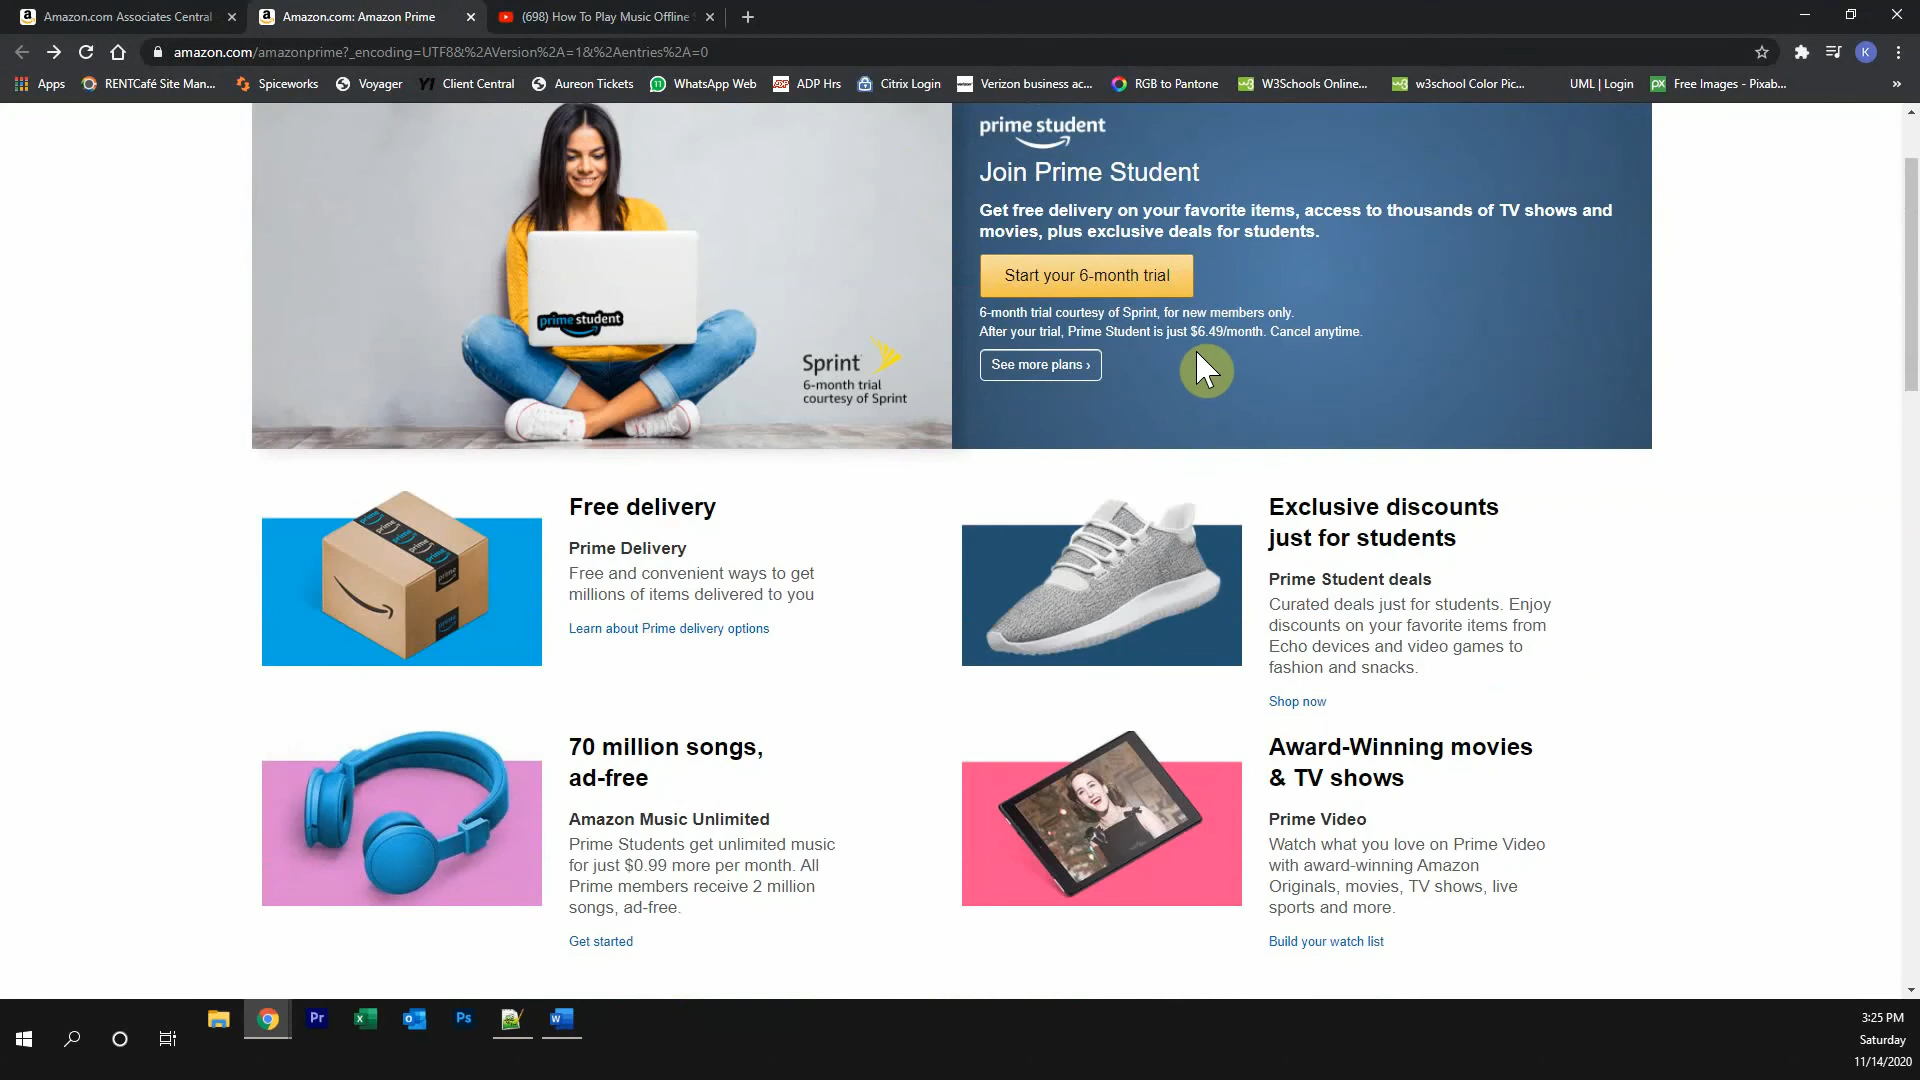 Amazon.com Associates Central
Amazon.com: Amazon Prime
(698) How To Play Music Offline
amazon.com/amazonprime?_encoding=UTF8&%2AVersion%2A=1&%2Aentries%2A=0
K
Apps
RENTCafé Site Man...
Spiceworks
Voyager
Client Central
Aureon Tickets
WhatsApp Web
ADP Hrs
Citrix Login
Verizon business ac...
RGB to Pantone
W3Schools Online...
w3school Color Pic...
UML | Login
Free Images - Pixab...
»
prime student
Sprint
6-month trial
courtesy of Sprint
prime student
Join Prime Student
Get free delivery on your favorite items, access to thousands of TV shows and
movies, plus exclusive deals for students.
Start your 6-month trial
6-month trial courtesy of Sprint, for new members only.
After your trial, Prime Student is just $6.49/month. Cancel anytime.
See more plans ›
Free delivery
Prime Delivery
Free and convenient ways to get
millions of items delivered to you
Learn about Prime delivery options
Exclusive discounts
just for students
Prime Student deals
Curated deals just for students. Enjoy
discounts on your favorite items from
Echo devices and video games to
fashion and snacks.
Shop now
70 million songs,
ad-free
Amazon Music Unlimited
Prime Students get unlimited music
for just $0.99 more per month. All
Prime members receive 2 million
songs, ad-free.
Get started
Award-Winning movies
& TV shows
Prime Video
Watch what you love on Prime Video
with award-winning Amazon
Originals, movies, TV shows, live
sports and more.
Build your watch list
Pr
Ps
3:25 PM
Saturday
11/14/2020